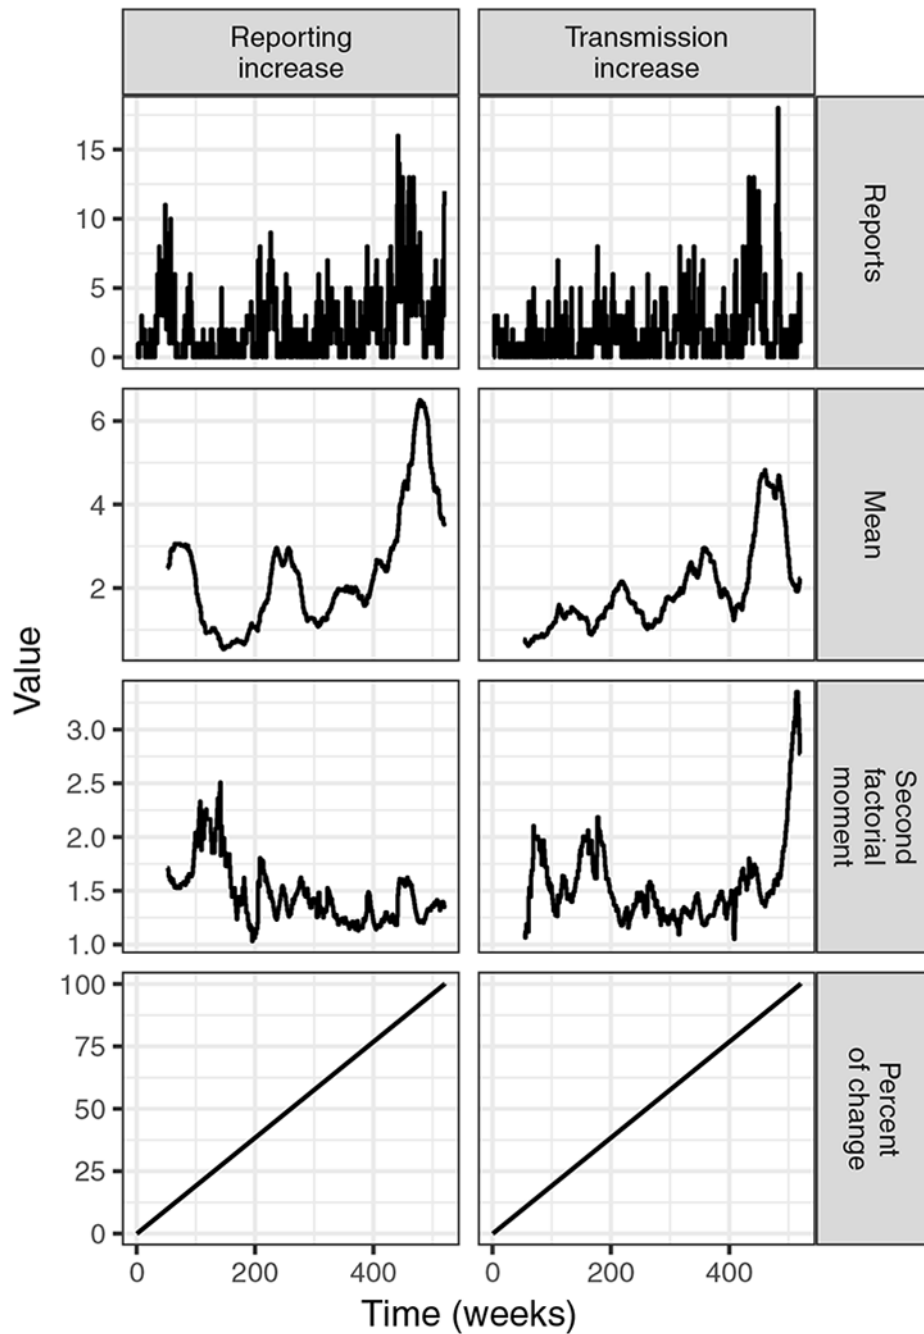 Reporting
increase
Transmission
increase
15
10
5
0
Reports
6
4
2
Mean
3.0
2.5
2.0
1.5
1.0
Second
factorial
moment
100
75
50
25
0
Percent
of change
0
200
400
0
200
400
Time (weeks)
Value